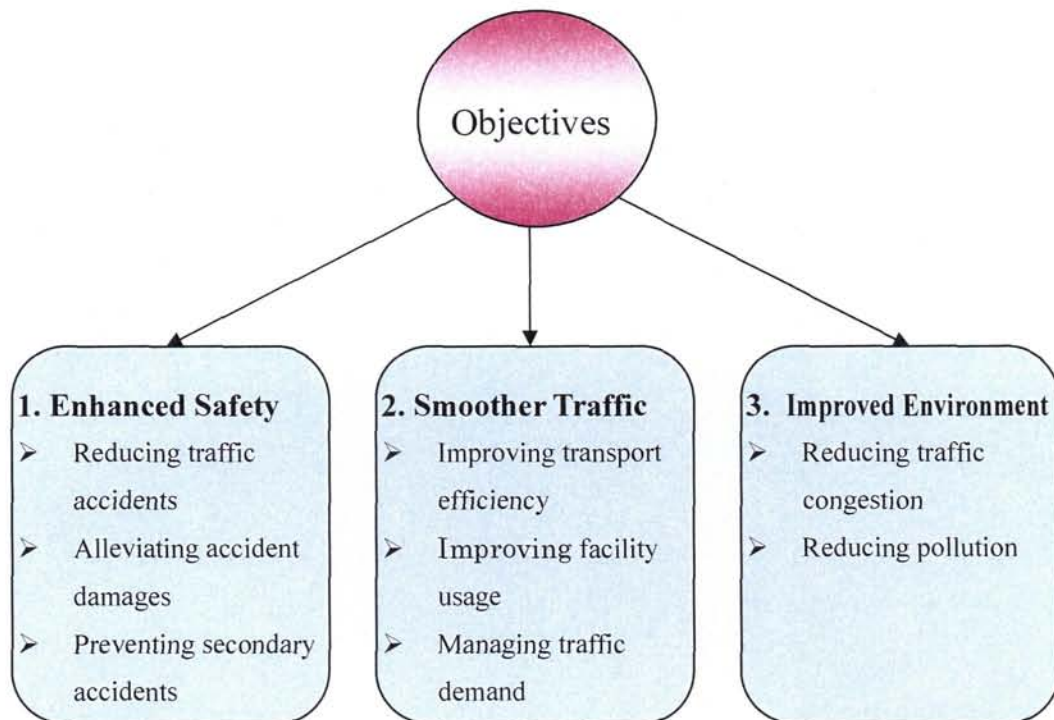 Objectives
1. Enhanced Safety
➢ Reducing traffic
accidents
➢ Alleviating accident
damages
➢ Preventing secondary
accidents
2. Smoother Traffic
➢ Improving transport
efficiency
➢ Improving facility
usage
➢ Managing traffic
demand
3. Improved Environment
➢ Reducing traffic
congestion
➢ Reducing pollution